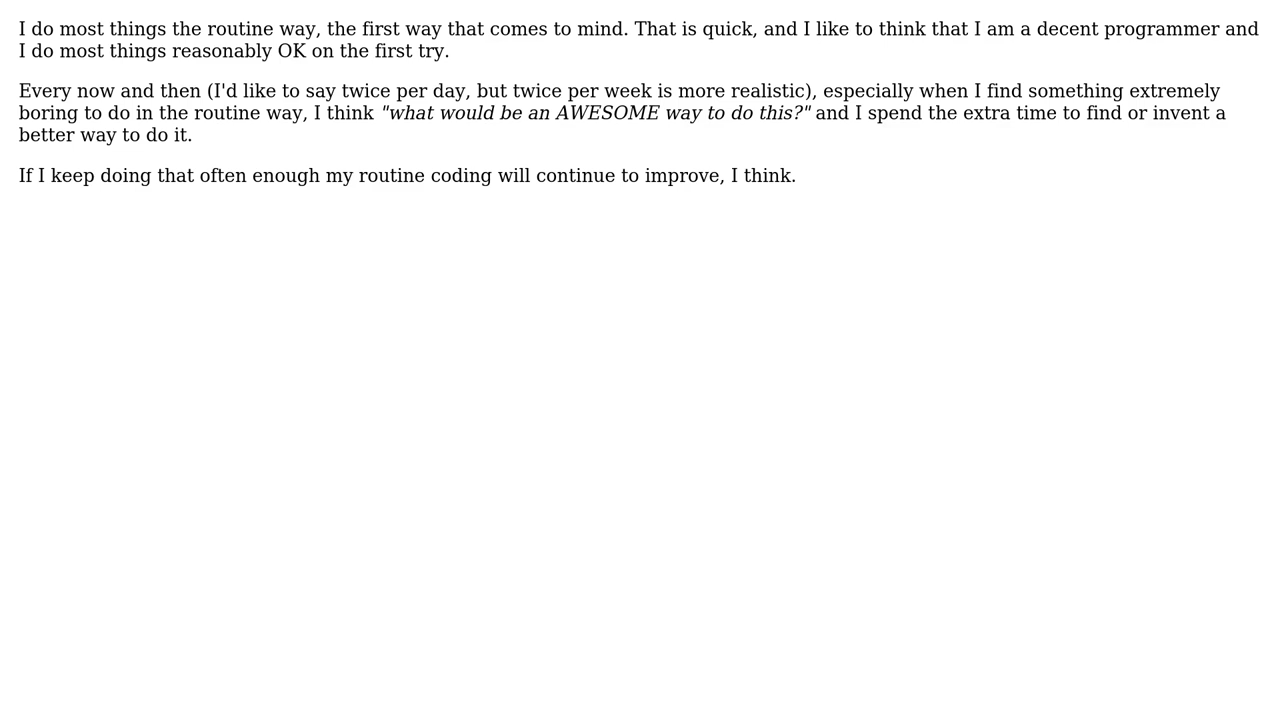 I do most things the routine way, the first way that comes to mind. That is quick, and I like to think that I am a decent programmer and
I do most things reasonably OK on the first try.
Every now and then (I'd like to say twice per day, but twice per week is more realistic), especially when I find something extremely
boring to do in the routine way, I think "what would be an AWESOME way to do this?" and I spend the extra time to find or invent a
better way to do it.
If I keep doing that often enough my routine coding will continue to improve, I think.